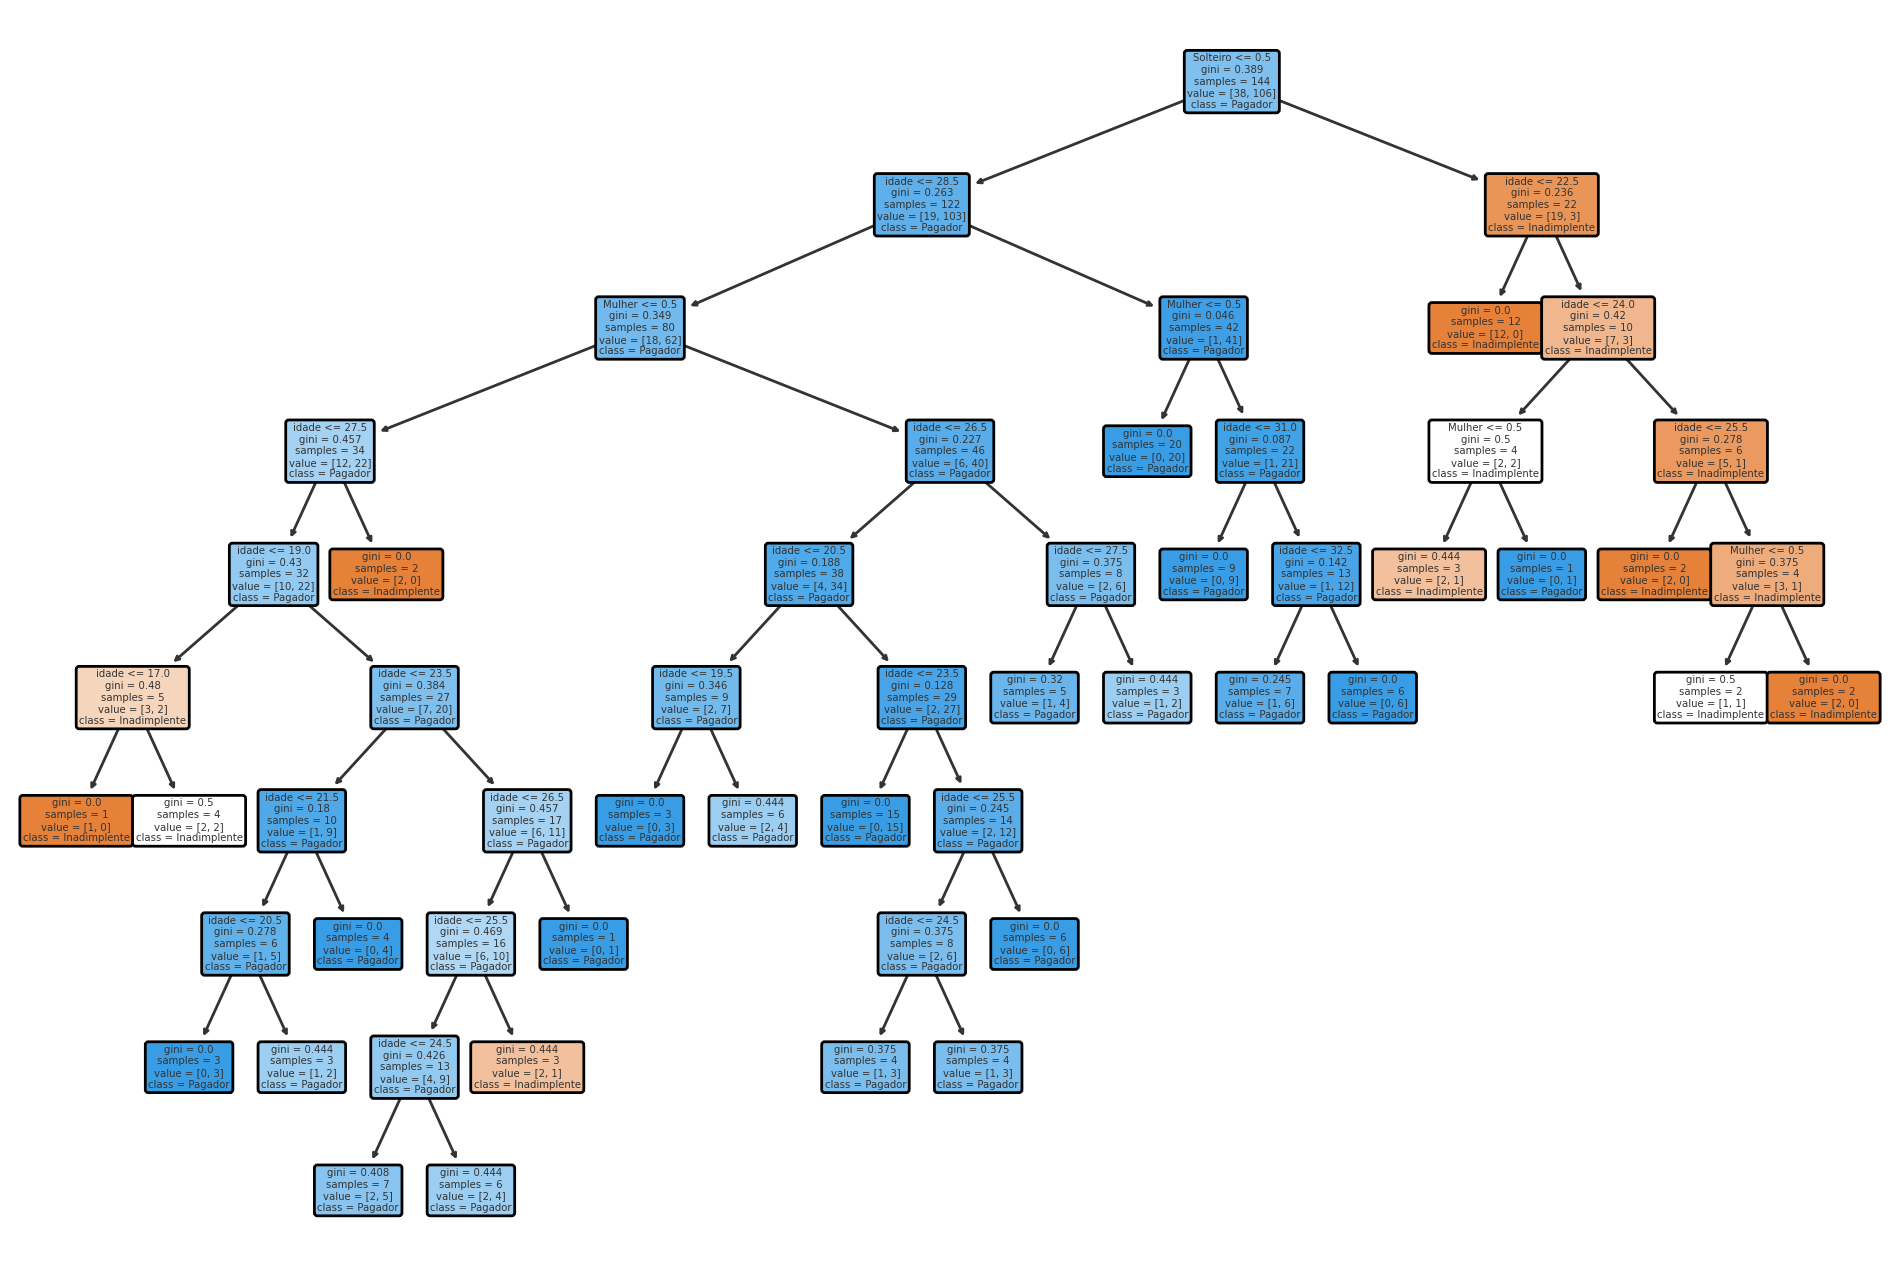 Solteiro <= 0.5
gini = 0.389
samples = 144
value = [38, 106]
class = Pagador
idade <= 28.5
gini = 0.263
samples = 122
value = [19, 103]
class = Pagador
idade <= 22.5
gini = 0.236
samples = 22
value = [19, 3]
class = Inadimplente
Mulher <= 0.5
gini = 0.349
samples = 80
value = [18, 62]
class = Pagador
Mulher <= 0.5
gini = 0.046
samples = 42
value = [1, 41]
class = Pagador
gini = 0.0
samples = 12
value = [12, 0]
class = Inadimplente
idade <= 24.0
gini = 0.42
samples = 10
value = [7, 3]
class = Inadimplente
idade <= 27.5
gini = 0.457
samples = 34
value = [12, 22]
class = Pagador
idade <= 26.5
gini = 0.227
samples = 46
value = [6, 40]
class = Pagador
gini = 0.0
samples = 20
value = [0, 20]
class = Pagador
idade <= 31.0
gini = 0.087
samples = 22
value = [1, 21]
class = Pagador
Mulher <= 0.5
gini = 0.5
samples = 4
value = [2, 2]
class = Inadimplente
idade <= 25.5
gini = 0.278
samples = 6
value = [5, 1]
class = Inadimplente
idade <= 19.0
gini = 0.43
samples = 32
value = [10, 22]
class = Pagador
gini = 0.0
samples = 2
value = [2, 0]
class = Inadimplente
idade <= 20.5
gini = 0.188
samples = 38
value = [4, 34]
class = Pagador
idade <= 27.5
gini = 0.375
samples = 8
value = [2, 6]
class = Pagador
gini = 0.0
samples = 9
value = [0, 9]
class = Pagador
idade <= 32.5
gini = 0.142
samples = 13
value = [1, 12]
class = Pagador
gini = 0.444
samples = 3
value = [2, 1]
class = Inadimplente
gini = 0.0
samples = 1
value = [0, 1]
class = Pagador
gini = 0.0
samples = 2
value = [2, 0]
class = Inadimplente
Mulher <= 0.5
gini = 0.375
samples = 4
value = [3, 1]
class = Inadimplente
idade <= 17.0
gini = 0.48
samples = 5
value = [3, 2]
class = Inadimplente
idade <= 23.5
gini = 0.384
samples = 27
value = [7, 20]
class = Pagador
idade <= 19.5
gini = 0.346
samples = 9
value = [2, 7]
class = Pagador
idade <= 23.5
gini = 0.128
samples = 29
value = [2, 27]
class = Pagador
gini = 0.32
samples = 5
value = [1, 4]
class = Pagador
gini = 0.444
samples = 3
value = [1, 2]
class = Pagador
gini = 0.245
samples = 7
value = [1, 6]
class = Pagador
gini = 0.0
samples = 6
value = [0, 6]
class = Pagador
gini = 0.5
samples = 2
value = [1, 1]
class = Inadimplente
gini = 0.0
samples = 2
value = [2, 0]
class = Inadimplente
gini = 0.0
samples = 1
value = [1, 0]
class = Inadimplente
gini = 0.5
samples = 4
value = [2, 2]
class = Inadimplente
idade <= 21.5
gini = 0.18
samples = 10
value = [1, 9]
class = Pagador
idade <= 26.5
gini = 0.457
samples = 17
value = [6, 11]
class = Pagador
gini = 0.0
samples = 3
value = [0, 3]
class = Pagador
gini = 0.444
samples = 6
value = [2, 4]
class = Pagador
gini = 0.0
samples = 15
value = [0, 15]
class = Pagador
idade <= 25.5
gini = 0.245
samples = 14
value = [2, 12]
class = Pagador
idade <= 20.5
gini = 0.278
samples = 6
value = [1, 5]
class = Pagador
gini = 0.0
samples = 4
value = [0, 4]
class = Pagador
idade <= 25.5
gini = 0.469
samples = 16
value = [6, 10]
class = Pagador
gini = 0.0
samples = 1
value = [0, 1]
class = Pagador
idade <= 24.5
gini = 0.375
samples = 8
value = [2, 6]
class = Pagador
gini = 0.0
samples = 6
value = [0, 6]
class = Pagador
gini = 0.0
samples = 3
value = [0, 3]
class = Pagador
gini = 0.444
samples = 3
value = [1, 2]
class = Pagador
idade <= 24.5
gini = 0.426
samples = 13
value = [4, 9]
class = Pagador
gini = 0.444
samples = 3
value = [2, 1]
class = Inadimplente
gini = 0.375
samples = 4
value = [1, 3]
class = Pagador
gini = 0.375
samples = 4
value = [1, 3]
class = Pagador
gini = 0.408
samples = 7
value = [2, 5]
class = Pagador
gini = 0.444
samples = 6
value = [2, 4]
class = Pagador